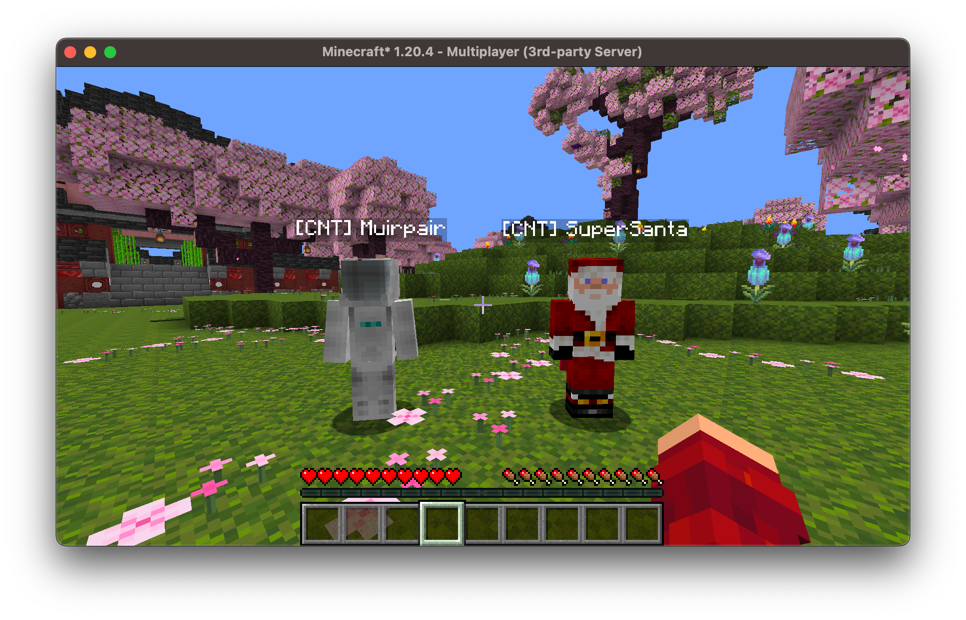 Minecraft* 1.20.4 - Multiplayer (3rd-party Server)
[CNT] Muirpair
[CNT] SuperSanta